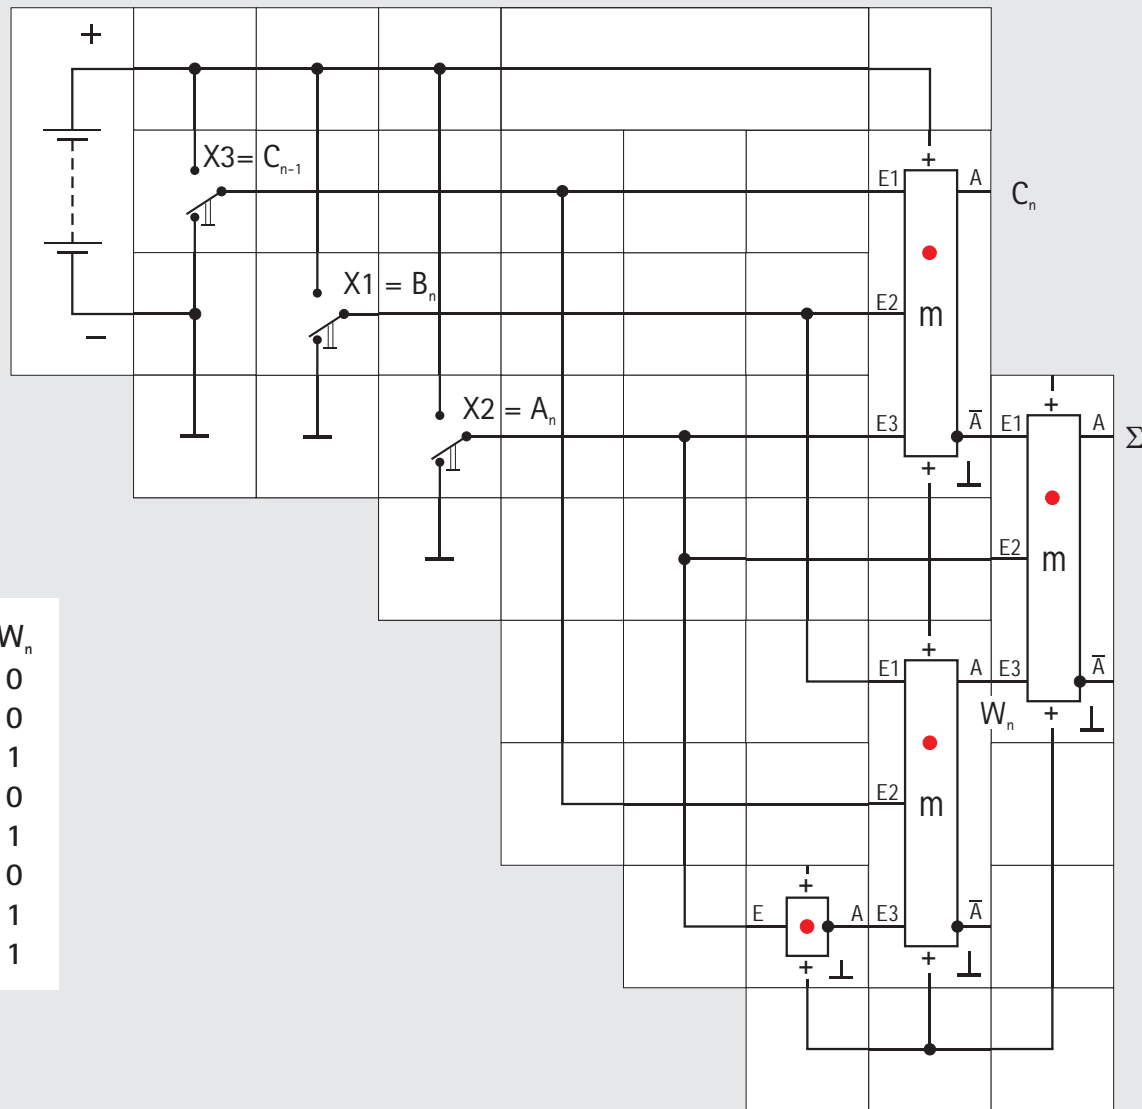 +
X3= Cn-1
+
E1 A Cn
X1 = Bn
E2 m
−
+
X2 = An
E3 A̅ E1 A Σ
+ ⊥
E2 m
Wn
+
0
E1 A E3 A̅
0
Wn + ⊥
1
E2 m
0
1
0
+
1
E A E3 A̅
1
+ ⊥ + ⊥